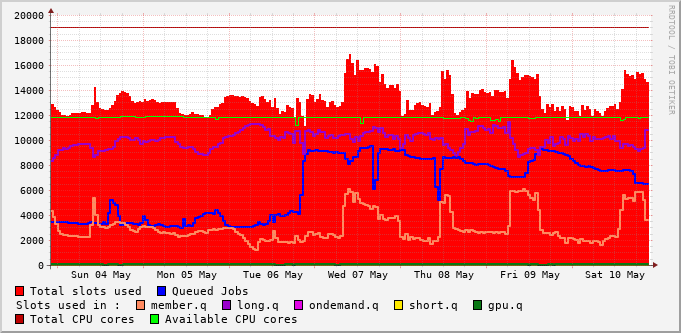 20000
18000
16000
14000
12000
10000
8000
6000
4000
2000
0
Sun 04 May Mon 05 May Tue 06 May Wed 07 May Thu 08 May Fri 09 May Sat 10 May
RRDTOOL / TOBI OETIKER
Total slots used Queued Jobs
Slots used in : member.q long.q ondemand.q short.q gpu.q
Total CPU cores Available CPU cores